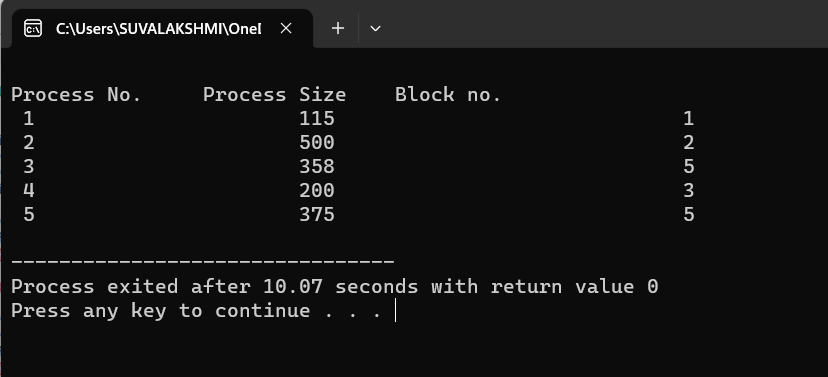 C:\Users\SUVALAKSHMI\OneI
Process No.     Process Size    Block no.
 1                      115                             1
 2                      500                             2
 3                      358                             5
 4                      200                             3
 5                      375                             5
--------------------------------
Process exited after 10.07 seconds with return value 0
Press any key to continue . . .